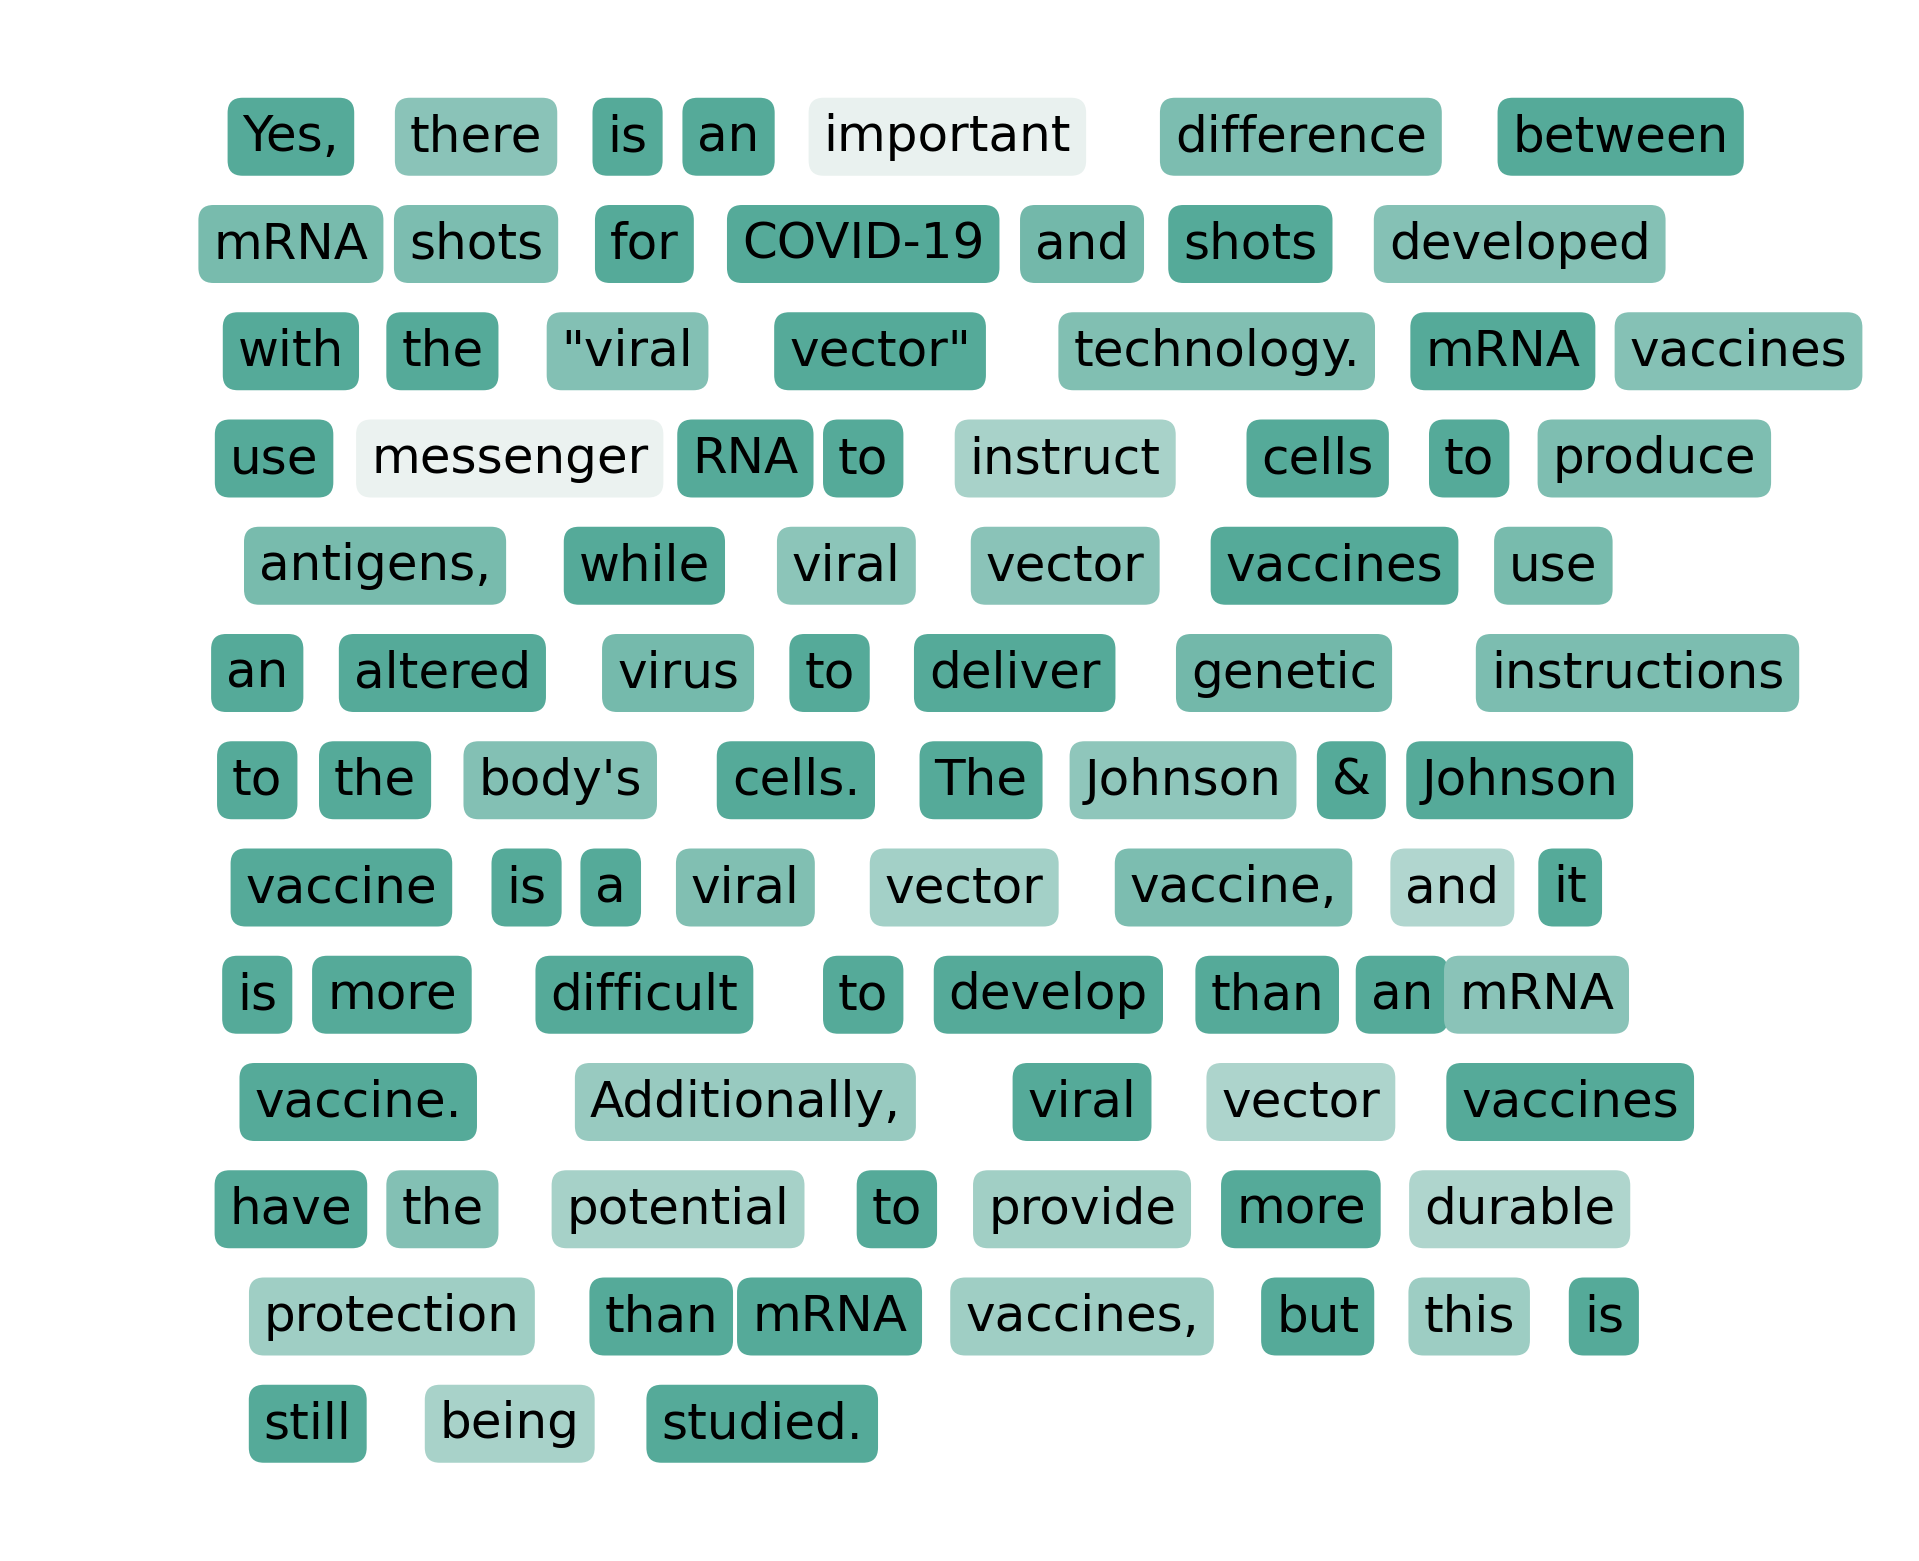 Yes, there is an important difference between
mRNA shots for COVID-19 and shots developed
with the "viral vector" technology. mRNA vaccines
use messenger RNA to instruct cells to produce
antigens, while viral vector vaccines use
an altered virus to deliver genetic instructions
to the body's cells. The Johnson & Johnson
vaccine is a viral vector vaccine, and it
is more difficult to develop than an mRNA
vaccine. Additionally, viral vector vaccines
have the potential to provide more durable
protection than mRNA vaccines, but this is
still being studied.